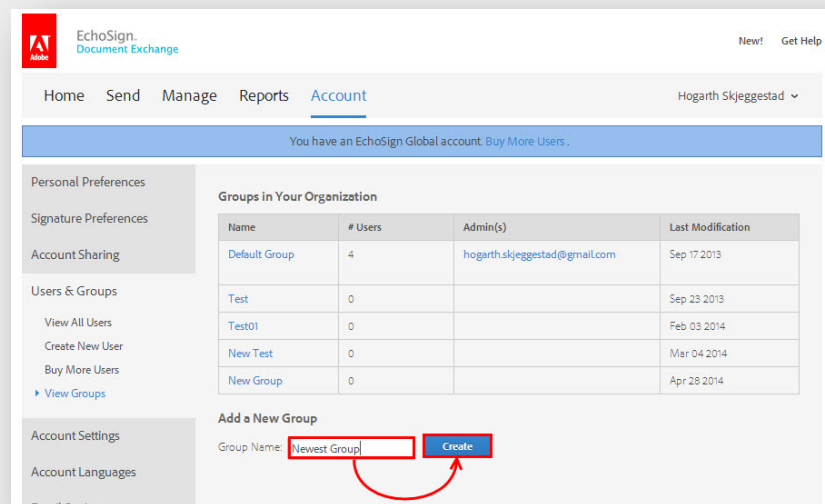 Adobe
EchoSign.
Document Exchange
New! Get Help
Home Send Manage Reports Account
Hogarth Skjeggestad
You have an EchoSign Global account. Buy More Users.
Personal Preferences
Signature Preferences
Account Sharing
Users & Groups
View All Users
Create New User
Buy More Users
View Groups
Account Settings
Account Languages
Groups in Your Organization
Name # Users Admin(s) Last Modification
Default Group 4 hogarth.skjeggestad@gmail.com Sep 17 2013
Test 0 Sep 23 2013
Test01 0 Feb 03 2014
New Test 0 Mar 04 2014
New Group 0 Apr 28 2014
Add a New Group
Group Name: Newest Group Create